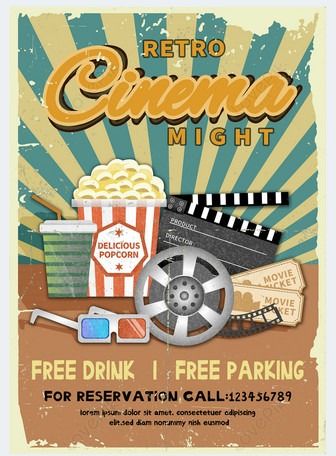 RETRO
Cinema
MIGHT
DELICIOUS
POPCORN
PRODUCT
DIRECTOR
MOVIE
TICKET
MOVIE
TICKET
FREE DRINK | FREE PARKING
FOR RESERVATION CALL:123456789
lorem ipsum dolor sit amet, consectetuer adipiscing
elit,sed diam nonummy nibh euismod